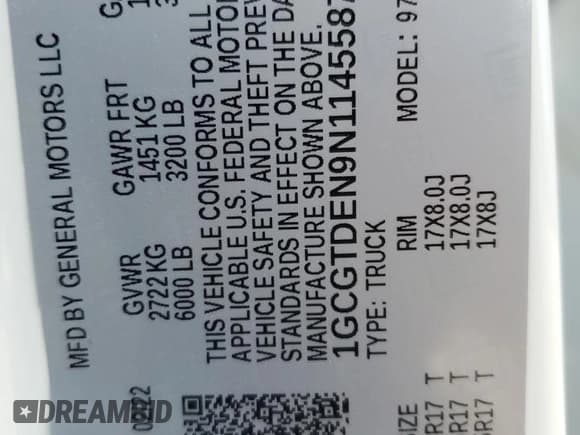 MFD BY GENERAL MOTORS LLC
GVWR GAWR FRT
2722 KG 1451 KG
6000 LB 3200 LB
THIS VEHICLE CONFORMS TO ALL
APPLICABLE U.S. FEDERAL MOTOR
VEHICLE SAFETY AND THEFT PREV
STANDARDS IN EFFECT ON THE DA
MANUFACTURE SHOWN ABOVE.
1GCGTDEN9N1145587
TYPE: TRUCK MODEL: 97
RIM
R17 T 17X8.0J
R17 T 17X8.0J
R17 T 17X8J
DREAMBID